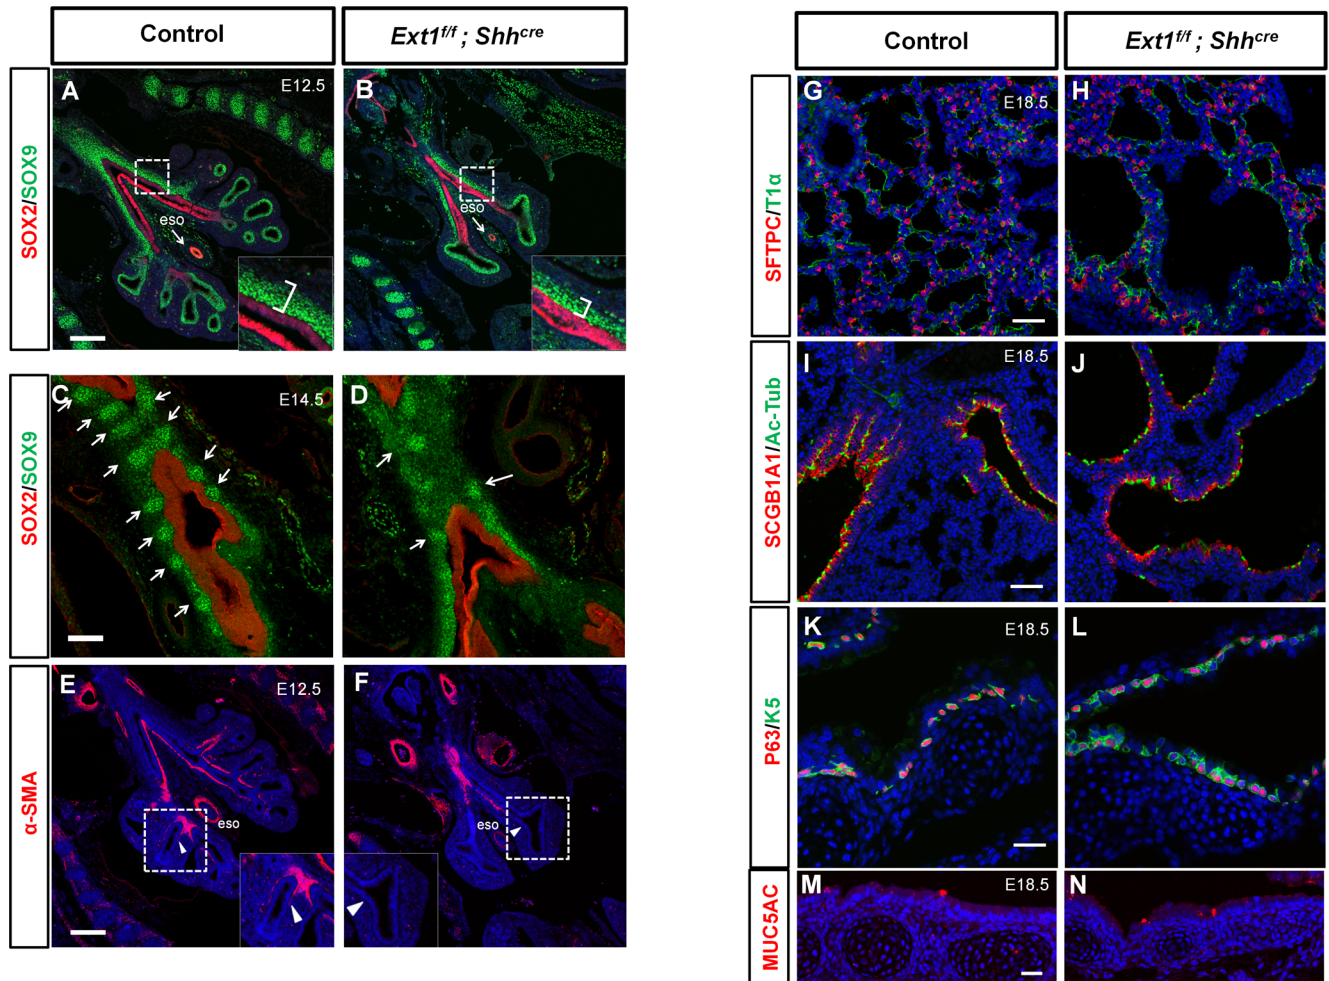 Control
Ext1f/f ; Shhcre
SOX2/SOX9
A
E12.5
eso
B
eso
SOX2/SOX9
C
E14.5
D
α-SMA
E
E12.5
eso
F
eso
Control
Ext1f/f ; Shhcre
SFTPC/T1α
G
E18.5
H
SCGB1A1/Ac-Tub
I
E18.5
J
P63/K5
K
E18.5
L
MUC5AC
M
E18.5
N